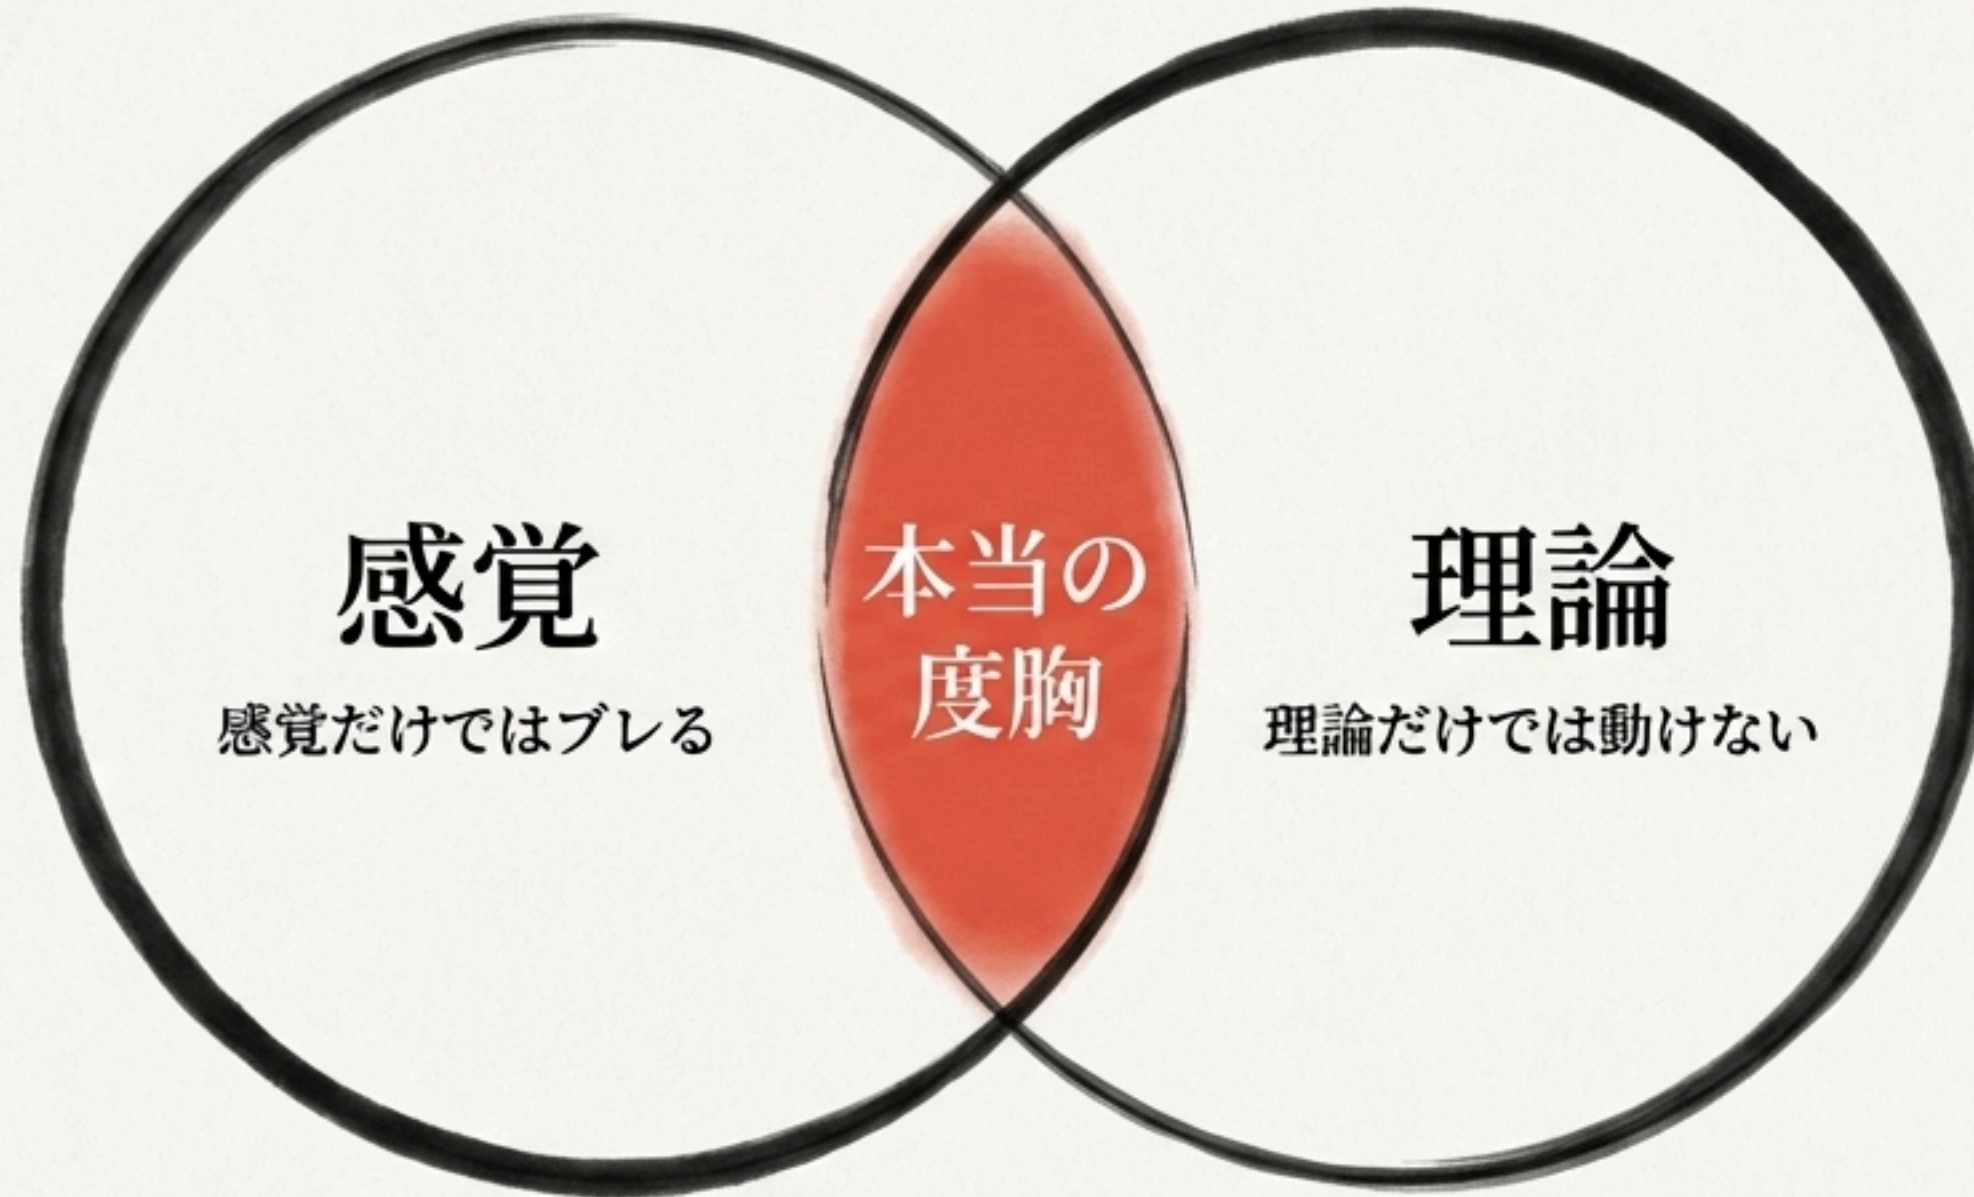 感覚
感覚だけではブレる
本当の
度胸
理論
理論だけでは動けない